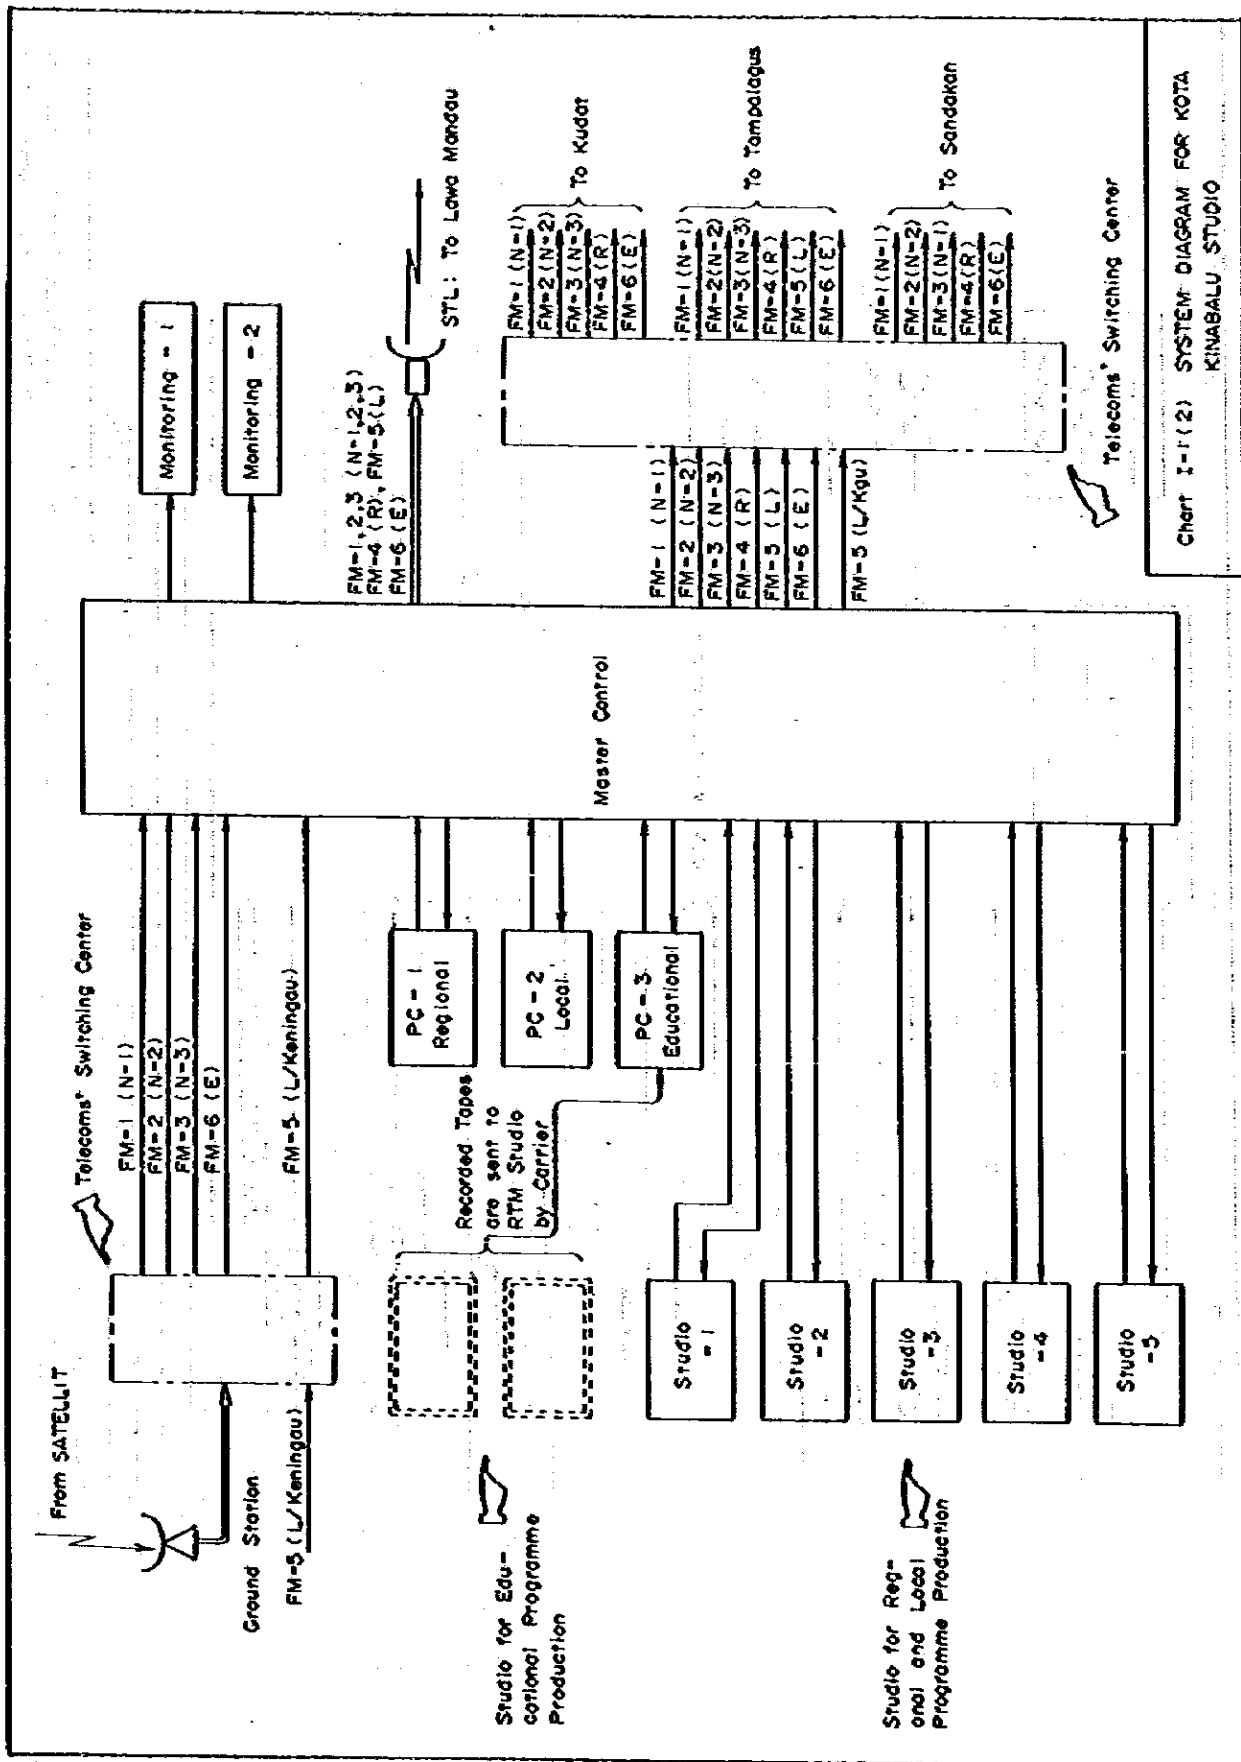 From SATELLIT
Ground Station
FM-5 (L/Keningau)
Telecoms' Switching Center
FM-1 (N-1)
FM-2 (N-2)
FM-3 (N-3)
FM-6 (E)
FM-5 (L/Keningau)
Studio for Edu-
cational Programme
Production
Recorded Tapes
are sent to
RTM Studio
by Carrier
PC-1
Regional
PC-2
Local
PC-3
Educational
Studio for Reg-
onal and Local
Programme Production
Studio
-1
Studio
-2
Studio
-3
Studio
-4
Studio
-5
Master Control
Monitoring - 1
Monitoring - 2
FM-1,2,3 (N-1,2,3)
FM-4 (R), FM-5(L)
FM-6 (E)
STL: To Lawa Mandau
FM-1 (N-1)
FM-2 (N-2)
FM-3 (N-3)
FM-4 (R)
FM-5 (L)
FM-6 (E)
FM-5 (L/Kgu)
FM-1(N-1)
FM-2(N-2)
FM-3(N-3)
FM-4(R)
FM-6(E)
To Kudat
FM-1(N-1)
FM-2(N-2)
FM-3(N-3)
FM-4(R)
FM-5(L)
FM-6(E)
To Tampalagus
FM-1(N-1)
FM-2(N-2)
FM-3(N-1)
FM-4(R)
FM-6(E)
To Sandakan
Telecoms' Switching Center
Chart I-1(2) SYSTEM DIAGRAM FOR KOTA
KINABALU STUDIO